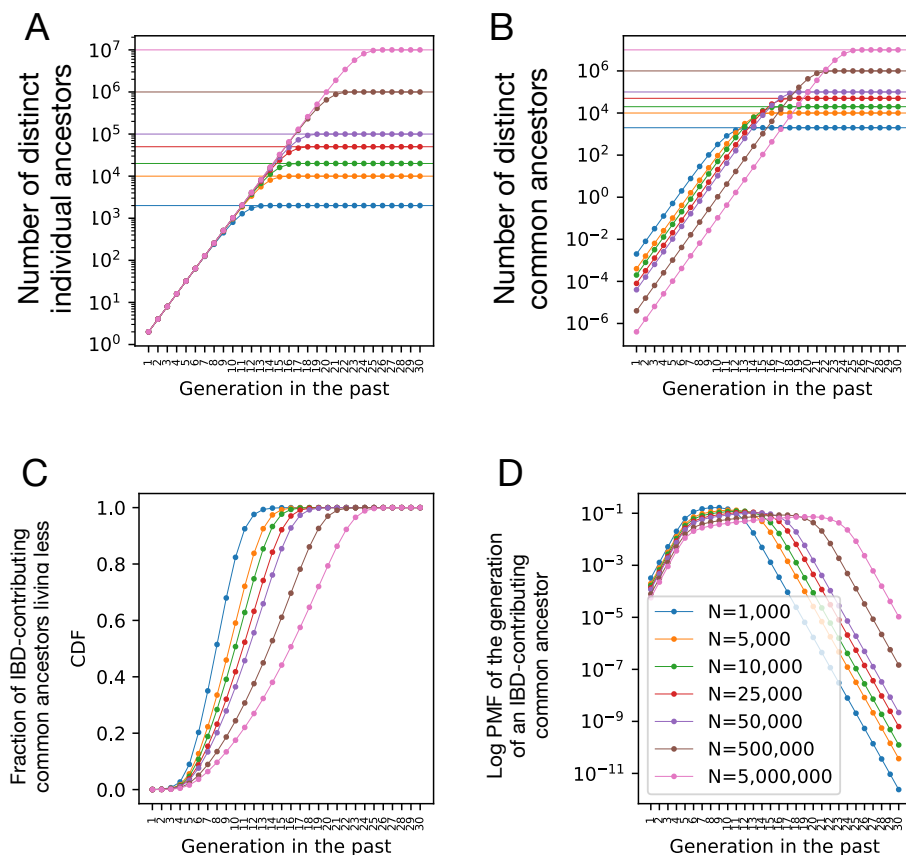 A
Number of distinct
individual ancestors
10^7
10^6
10^5
10^4
10^3
10^2
10^1
10^0
1 2 3 4 5 6 7 8 9 10 11 12 13 14 15 16 17 18 19 20 21 22 23 24 25 26 27 28 29 30
Generation in the past
B
Number of distinct
common ancestors
10^6
10^4
10^2
10^0
10^−2
10^−4
10^−6
1 2 3 4 5 6 7 8 9 10 11 12 13 14 15 16 17 18 19 20 21 22 23 24 25 26 27 28 29 30
Generation in the past
C
Fraction of IBD-contributing
common ancestors living less
CDF
1.0
0.8
0.6
0.4
0.2
0.0
1 2 3 4 5 6 7 8 9 10 11 12 13 14 15 16 17 18 19 20 21 22 23 24 25 26 27 28 29 30
Generation in the past
D
Log PMF of the generation
of an IBD-contributing
common ancestor
10^−1
10^−3
10^−5
10^−7
10^−9
10^−11
N=1,000
N=5,000
N=10,000
N=25,000
N=50,000
N=500,000
N=5,000,000
1 2 3 4 5 6 7 8 9 10 11 12 13 14 15 16 17 18 19 20 21 22 23 24 25 26 27 28 29 30
Generation in the past